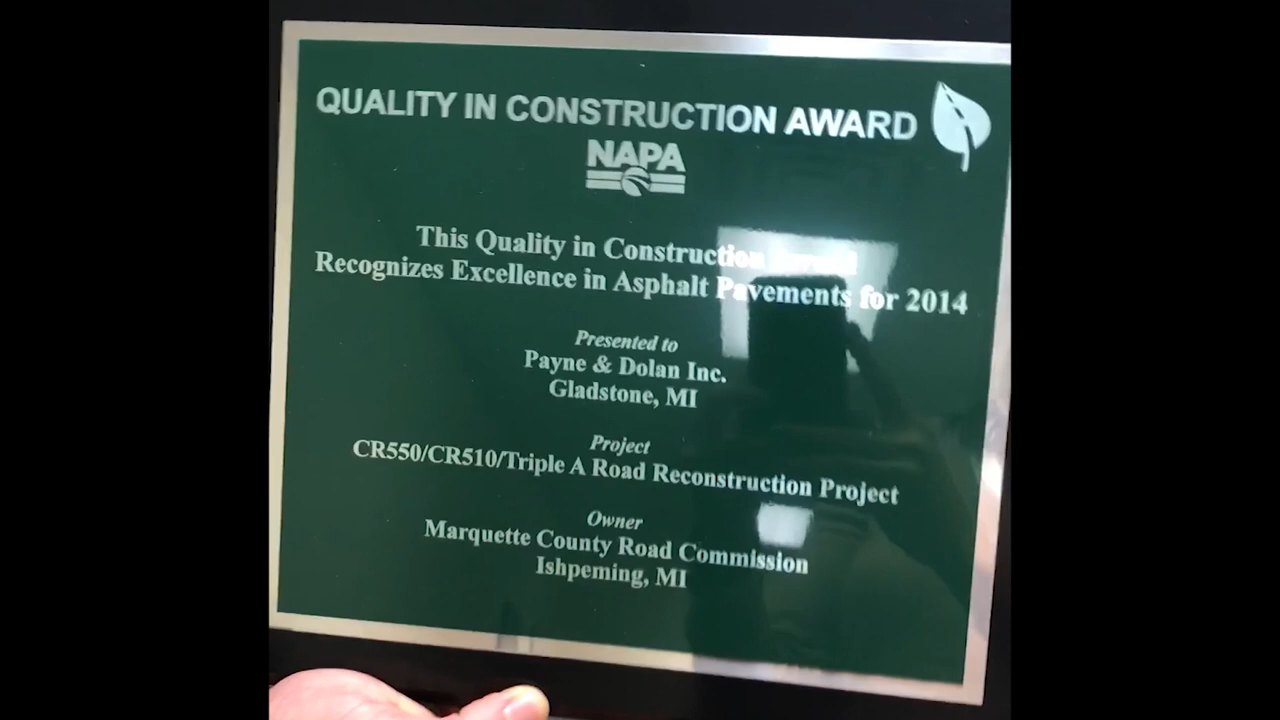 QUALITY IN CONSTRUCTION AWARD
NAPA
This Quality in Construction
Recognizes Excellence in Asphalt Pavements for 2014
Presented to
Payne & Dolan Inc.
Gladstone, MI
Project
CR550/CR510/Triple A Road Reconstruction Project
Owner
Marquette County Road Commission
Ishpeming, MI